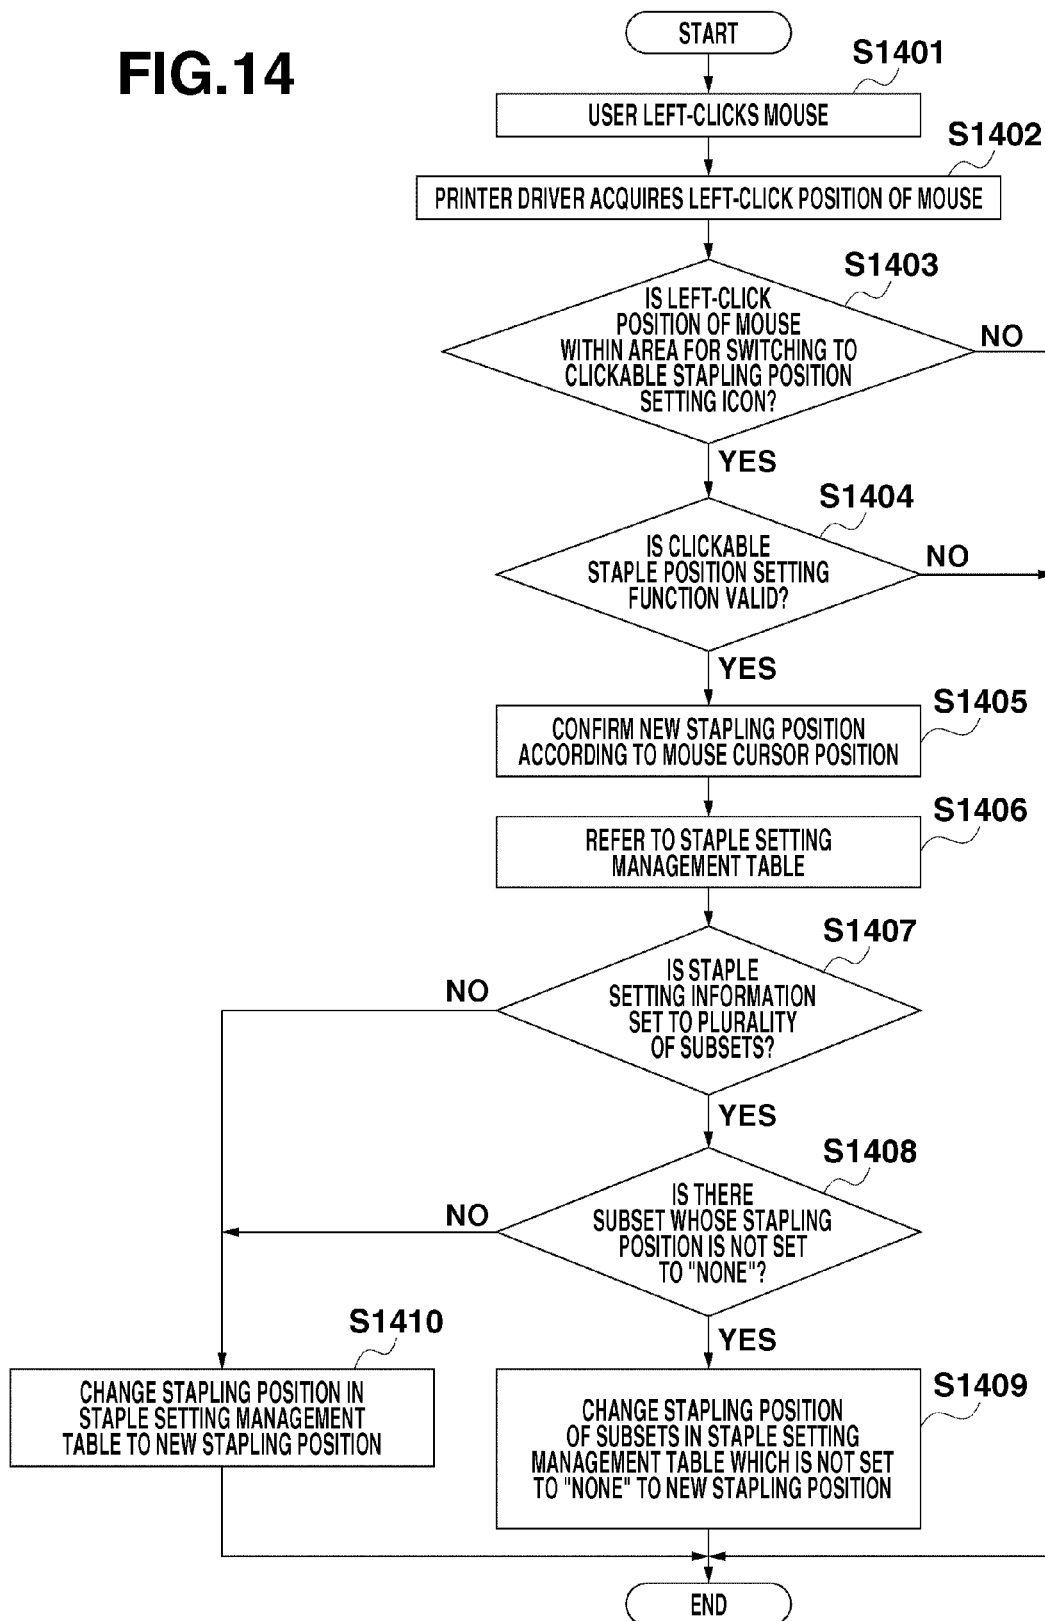 FIG.14
START
S1401
USER LEFT-CLICKS MOUSE
S1402
PRINTER DRIVER ACQUIRES LEFT-CLICK POSITION OF MOUSE
S1403
IS LEFT-CLICK
POSITION OF MOUSE
WITHIN AREA FOR SWITCHING TO
CLICKABLE STAPLING POSITION
SETTING ICON?
NO
YES
S1404
IS CLICKABLE
STAPLE POSITION SETTING
FUNCTION VALID?
NO
YES
S1405
CONFIRM NEW STAPLING POSITION
ACCORDING TO MOUSE CURSOR POSITION
S1406
REFER TO STAPLE SETTING
MANAGEMENT TABLE
S1407
IS STAPLE
SETTING INFORMATION
SET TO PLURALITY
OF SUBSETS?
NO
YES
S1408
IS THERE
SUBSET WHOSE STAPLING
POSITION IS NOT SET
TO "NONE"?
NO
YES
S1410
CHANGE STAPLING POSITION IN
STAPLE SETTING MANAGEMENT
TABLE TO NEW STAPLING POSITION
S1409
CHANGE STAPLING POSITION
OF SUBSETS IN STAPLE SETTING
MANAGEMENT TABLE WHICH IS NOT SET
TO "NONE" TO NEW STAPLING POSITION
END